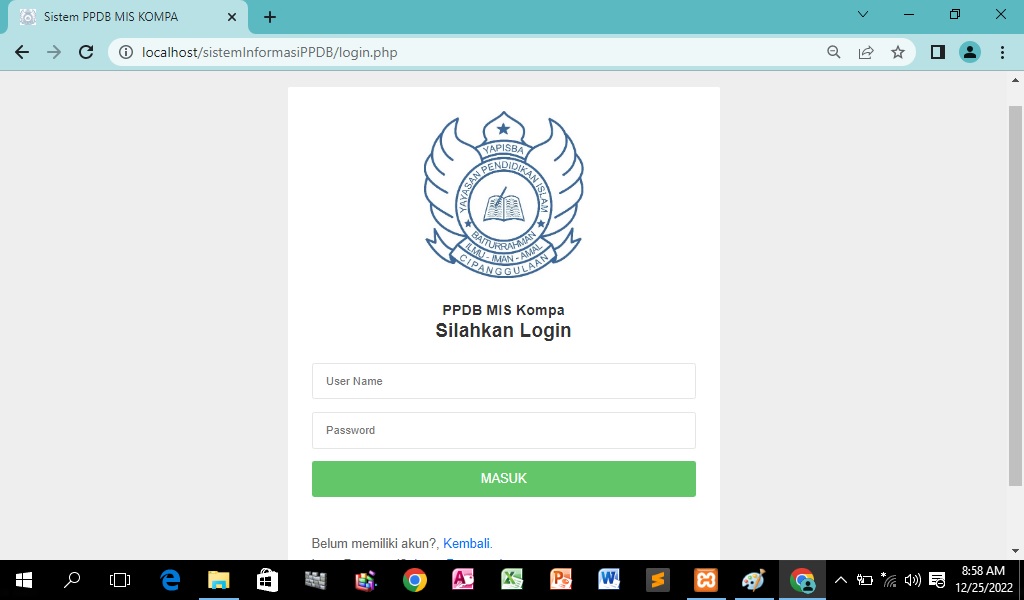 Sistem PPDB MIS KOMPA
localhost/sistemInformasiPPDB/login.php
YAPISBA
YAYASAN PENDIDIKAN ISLAM
BAITURRAHMAN
ILMU - IMAN - AMAL
CIPANGGULAAN
PPDB MIS Kompa
Silahkan Login
User Name
Password
MASUK
Belum memiliki akun?, Kembali.
8:58 AM
12/25/2022